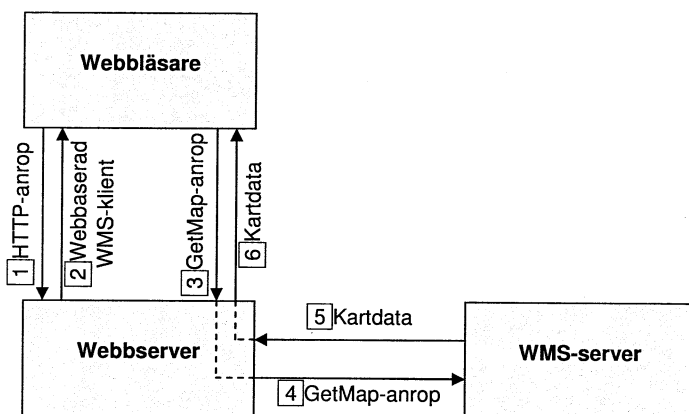 Webbläsare
1 HTTP-anrop
2 Webbaserad
WMS-klient
3 GetMap-anrop
6 Kartdata
5 Kartdata
Webbserver
WMS-server
4 GetMap-anrop